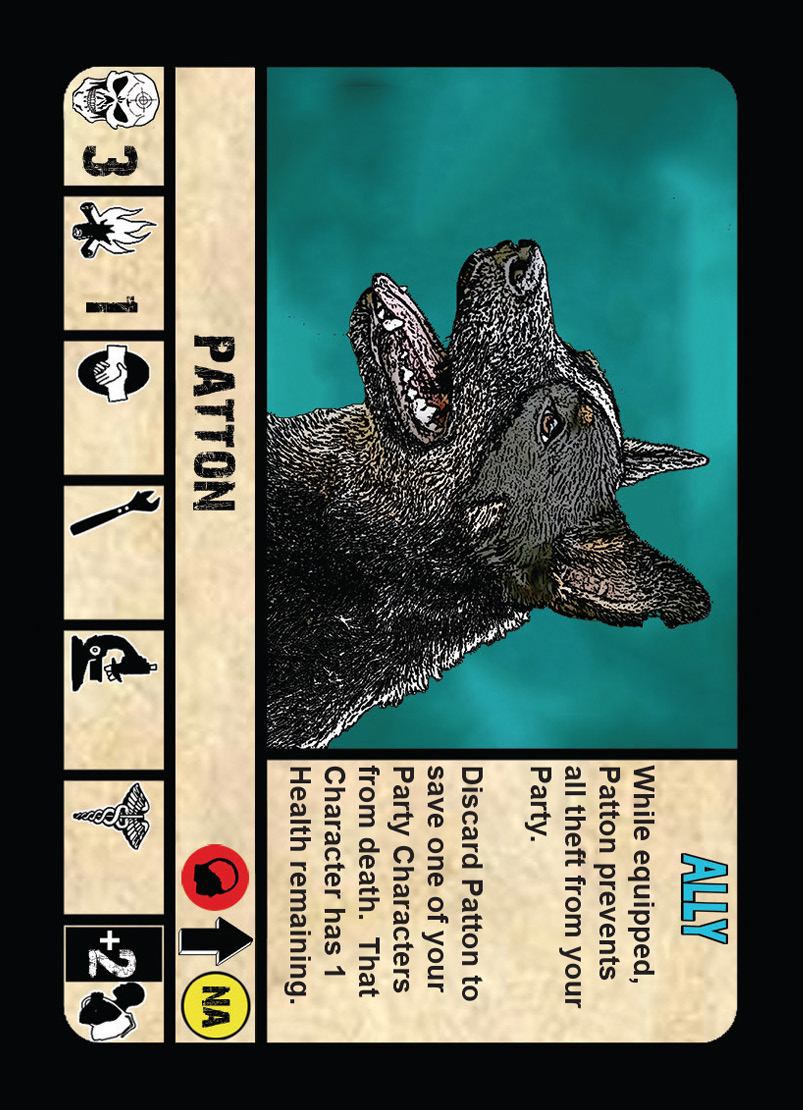 ALLY
While equipped,
Patton prevents
all theft from your
Party.
Discard Patton to
save one of your
Party Characters
from death. That
Character has 1
Health remaining.
PATTON
NA
3
1
+2